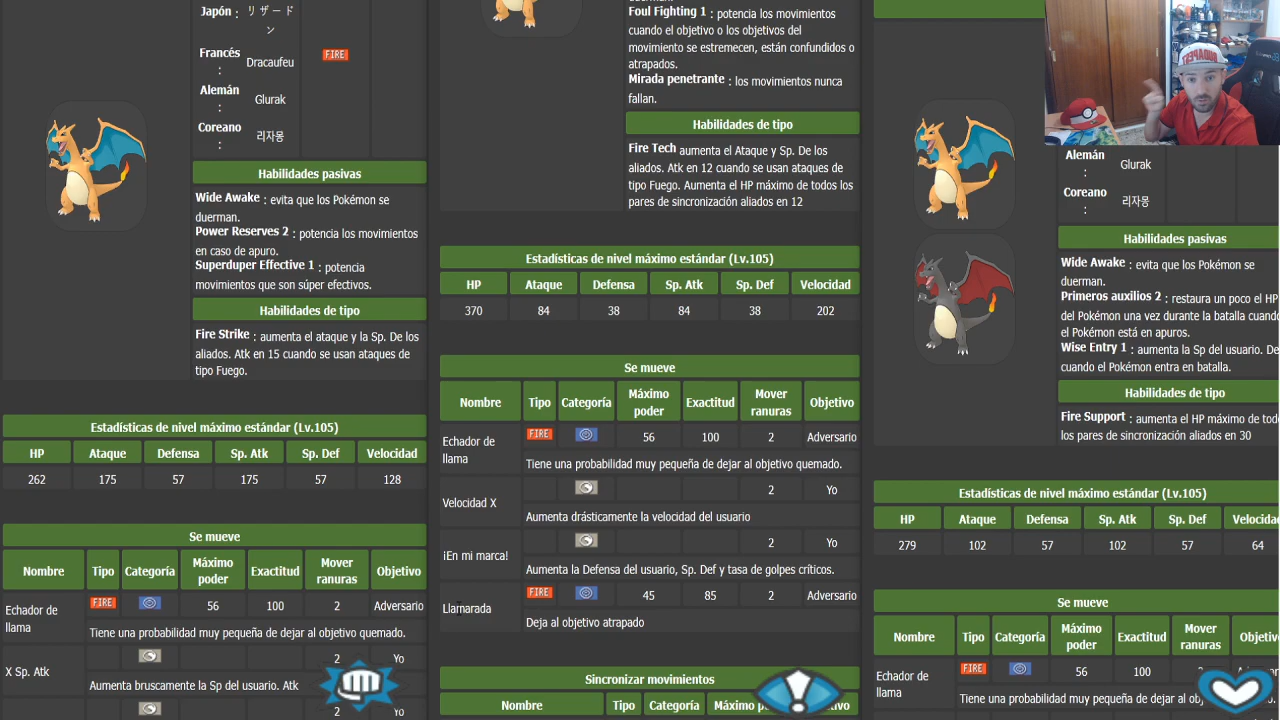 Japón :
リザード
ン
Francés
:
Dracaufeu
FIRE
Alemán
:
Glurak
Coreano
:
리자몽
Habilidades pasivas
Wide Awake : evita que los Pokémon se
duerman.
Power Reserves 2 : potencia los movimientos
en caso de apuro.
Superduper Effective 1 : potencia
movimientos que son súper efectivos.
Habilidades de tipo
Fire Strike : aumenta el ataque y la Sp. De los
aliados. Atk en 15 cuando se usan ataques de
tipo Fuego.
Estadísticas de nivel máximo estándar (Lv.105)
HP Ataque Defensa Sp. Atk Sp. Def Velocidad
262 175 57 175 57 128
Se mueve
Nombre Tipo Categoría Máximo poder Exactitud Mover ranuras Objetivo
Echador de
llama
FIRE 56 100 2 Adversario
Tiene una probabilidad muy pequeña de dejar al objetivo quemado.
X Sp. Atk
2 Yo
Aumenta bruscamente la Sp del usuario. Atk
2 Yo
Foul Fighting 1 : potencia los movimientos
cuando el objetivo o los objetivos del
movimiento se estremecen, están confundidos o
atrapados.
Mirada penetrante : los movimientos nunca
fallan.
Habilidades de tipo
Fire Tech aumenta el Ataque y Sp. De los
aliados. Atk en 12 cuando se usan ataques de
tipo Fuego. Aumenta el HP máximo de todos los
pares de sincronización aliados en 12
Estadísticas de nivel máximo estándar (Lv.105)
HP Ataque Defensa Sp. Atk Sp. Def Velocidad
370 84 38 84 38 202
Se mueve
Nombre Tipo Categoría Máximo poder Exactitud Mover ranuras Objetivo
Echador de
llama
FIRE 56 100 2 Adversario
Tiene una probabilidad muy pequeña de dejar al objetivo quemado.
Velocidad X
2 Yo
Aumenta drásticamente la velocidad del usuario
¡En mi marca!
2 Yo
Aumenta la Defensa del usuario, Sp. Def y tasa de golpes críticos.
Llamarada
FIRE 45 85 2 Adversario
Deja al objetivo atrapado
Sincronizar movimientos
Nombre Tipo Categoría
BUDAPEST
Alemán
:
Glurak
Coreano
:
리자몽
Habilidades pasivas
Wide Awake : evita que los Pokémon se
duerman.
Primeros auxilios 2 : restaura un poco el HP
del Pokémon una vez durante la batalla cuando
el Pokémon está en apuros.
Wise Entry 1 : aumenta la Sp del usuario. De
cuando el Pokémon entra en batalla.
Habilidades de tipo
Fire Support : aumenta el HP máximo de todo
los pares de sincronización aliados en 30
Estadísticas de nivel máximo estándar (Lv.105)
HP Ataque Defensa Sp. Atk Sp. Def Velocidad
279 102 57 102 57 64
Se mueve
Nombre Tipo Categoría Máximo poder Exactitud Mover ranuras Objetivo
Echador de
llama
FIRE 56 100
Tiene una probabilidad muy pequeña de dejar al